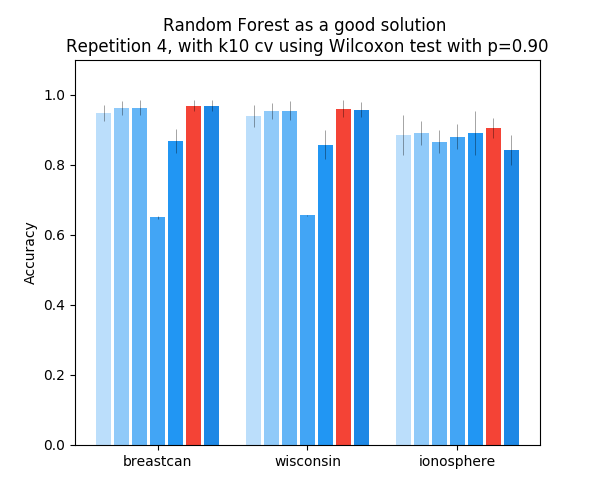 Random Forest as a good solution
Repetition 4, with k10 cv using Wilcoxon test with p=0.90
1.0
0.8
0.6
0.4
0.2
0.0
Accuracy
breastcan wisconsin ionosphere